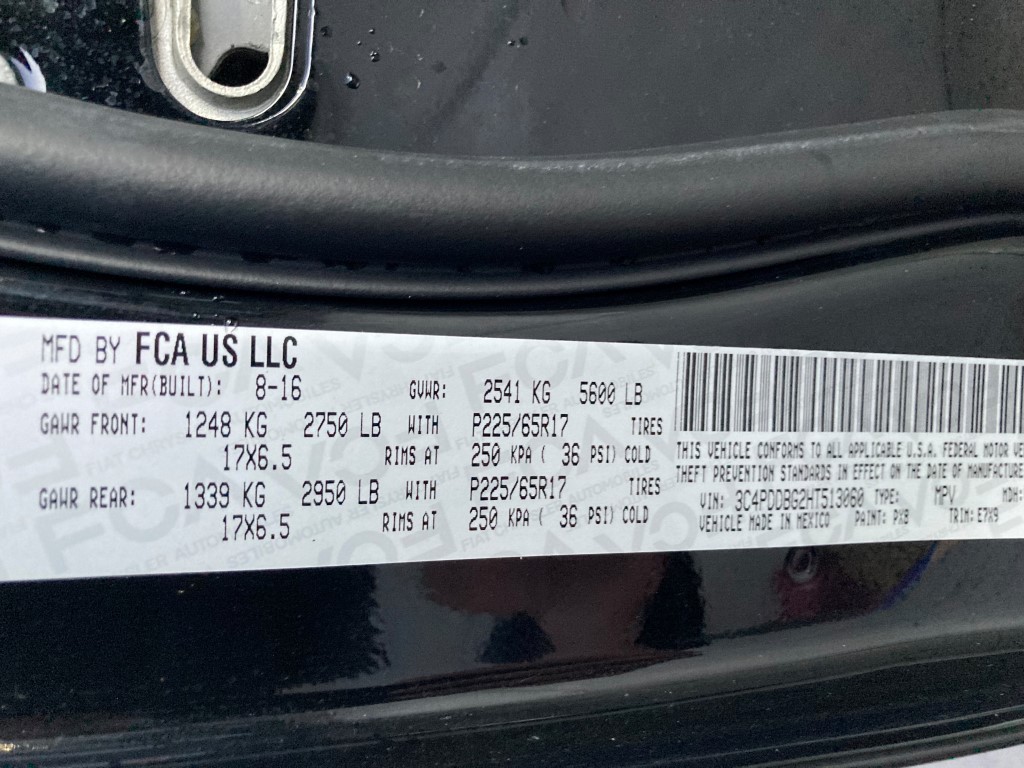 MFD BY FCA US LLC
DATE OF MFR(BUILT): 8-16 GVWR: 2541 KG 5600 LB
GAWR FRONT: 1248 KG 2750 LB WITH P225/65R17 TIRES
17X6.5 RIMS AT 250 KPA ( 36 PSI) COLD
GAWR REAR: 1339 KG 2950 LB WITH P225/65R17 TIRES
17X6.5 RIMS AT 250 KPA ( 36 PSI) COLD
THIS VEHICLE CONFORMS TO ALL APPLICABLE U.S.A. FEDERAL MOTOR VE
THEFT PREVENTION STANDARDS IN EFFECT ON THE DATE OF MANUFACTURE
VIN: 3C4PDDBG2HT513060 TYPE: MPV MDH:
VEHICLE MADE IN MEXICO PAINT: PX8 TRIM: E7X9